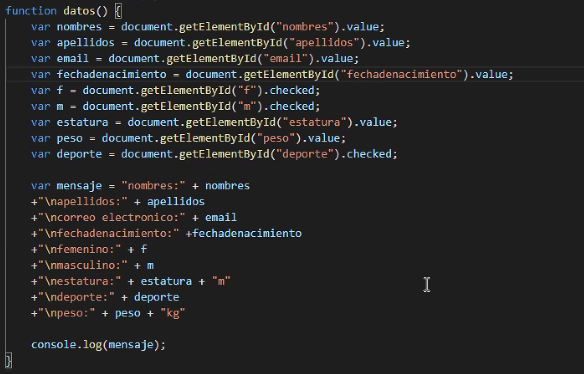 function datos() {
var nombres = document.getElementById("nombres").value;
var apellidos = document.getElementById("apellidos").value;
var email = document.getElementById("email").value;
var fechadenacimiento = document.getElementById("fechadenacimiento").value;
var f = document.getElementById("f").checked;
var m = document.getElementById("m").checked;
var estatura = document.getElementById("estatura").value;
var peso = document.getElementById("peso").value;
var deporte = document.getElementById("deporte").checked;
var mensaje = "nombres:" + nombres
+"\napellidos:" + apellidos
+"\ncorreo electronico:" + email
+"\nfechadenacimiento:" +fechadenacimiento
+"\nfemenino:" + f
+"\nmasculino:" + m
+"\nestatura:" + estatura + "m"
+"\ndeporte:" + deporte
+"\npeso:" + peso + "kg"
console.log(mensaje);
}